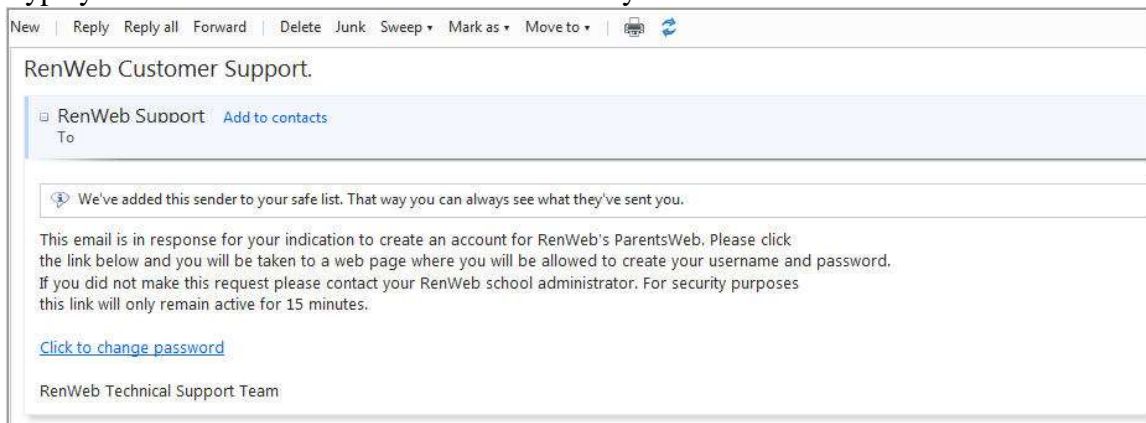 New | Reply Reply all Forward | Delete Junk Sweep Mark as Move to |
RenWeb Customer Support.
RenWeb Support Add to contacts
To
We've added this sender to your safe list. That way you can always see what they've sent you.
This email is in response for your indication to create an account for RenWeb's ParentsWeb. Please click
the link below and you will be taken to a web page where you will be allowed to create your username and password.
If you did not make this request please contact your RenWeb school administrator. For security purposes
this link will only remain active for 15 minutes.
Click to change password
RenWeb Technical Support Team